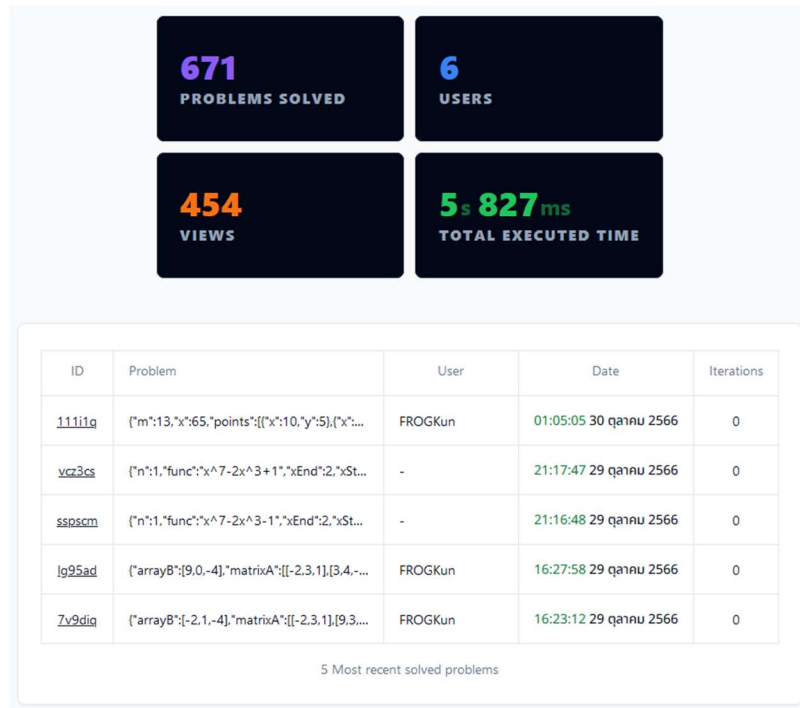 671
PROBLEMS SOLVED
6
USERS
454
VIEWS
5s 827ms
TOTAL EXECUTED TIME
ID Problem User Date Iterations
111i1q {"m":13,"x":65,"points":[{"x":10,"y":5},{"x":... FROGKun 01:05:05 30 ตุลาคม 2566 0
vcz3cs {"n":1,"func":"x^7-2x^3+1","xEnd":2,"xSt... - 21:17:47 29 ตุลาคม 2566 0
sspscm {"n":1,"func":"x^7-2x^3-1","xEnd":2,"xSt... - 21:16:48 29 ตุลาคม 2566 0
lg95ad {"arrayB":[9,0,-4],"matrixA":[[-2,3,1],[3,4,-... FROGKun 16:27:58 29 ตุลาคม 2566 0
7v9diq {"arrayB":[-2,1,-4],"matrixA":[[-2,3,1],[9,3,... FROGKun 16:23:12 29 ตุลาคม 2566 0
5 Most recent solved problems